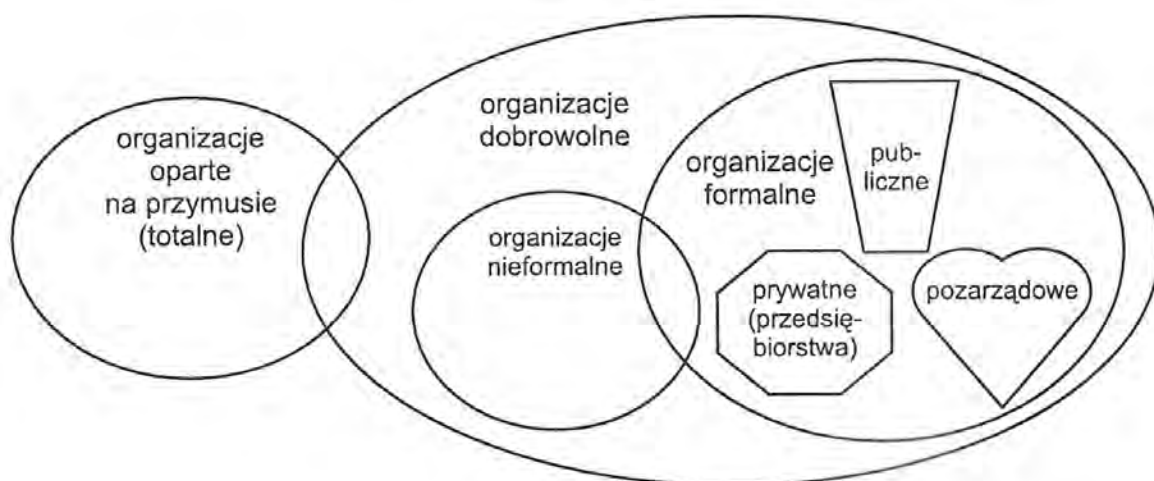 organizacje
oparte
na przymusie
(totalne)
organizacje
dobrowolne
organizacje
nieformalne
organizacje
formalne
pub-
liczne
prywatne
(przedsię-
biorstwa)
pozarządowe